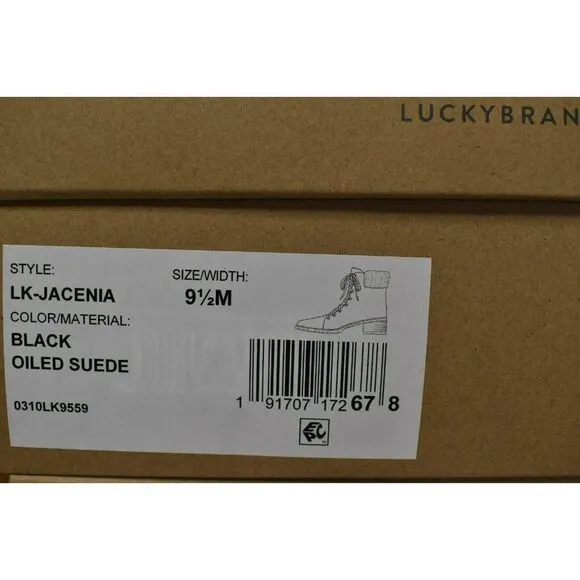 LUCKYBRAN
STYLE:
LK-JACENIA
SIZE/WIDTH:
9½M
COLOR/MATERIAL:
BLACK
OILED SUEDE
0310LK9559
1 91707 172 67 8
EPC